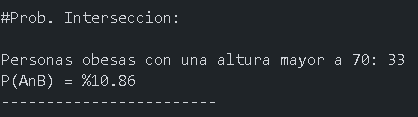 #Prob. Interseccion:
Personas obesas con una altura mayor a 70: 33
P(AnB) = %10.86
------------------------